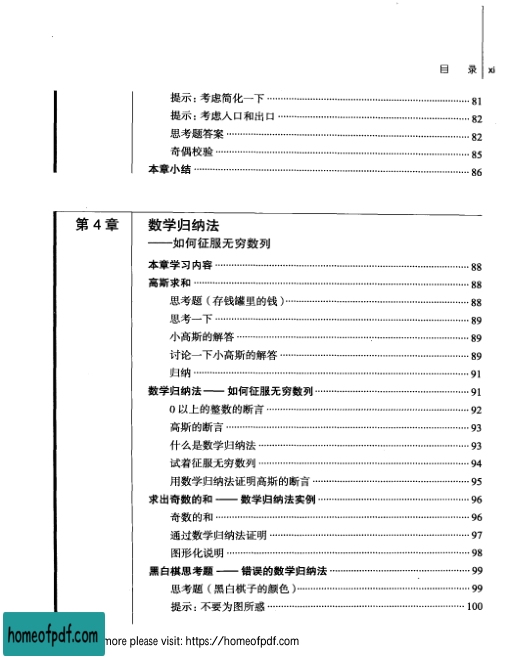 目 录 xi
提示：考虑简化一下 81
提示：考虑人口和出口 82
思考题答案 82
奇偶校验 85
本章小结 86
第 4 章 数学归纳法
——如何征服无穷数列
本章学习内容 88
高斯求和 88
思考题（存钱罐里的钱） 88
思考一下 89
小高斯的解答 89
讨论一下小高斯的解答 89
归纳 91
数学归纳法——如何征服无穷数列 91
0 以上的整数的断言 92
高斯的断言 93
什么是数学归纳法 93
试着征服无穷数列 94
用数学归纳法证明高斯的断言 95
求出奇数的和——数学归纳法实例 96
奇数的和 96
通过数学归纳法证明 97
图形化说明 98
黑白棋思考题——错误的数学归纳法 99
思考题（黑白棋子的颜色） 99
提示：不要为图所惑 100
homeofpdf.com more please visit: https://homeofpdf.com